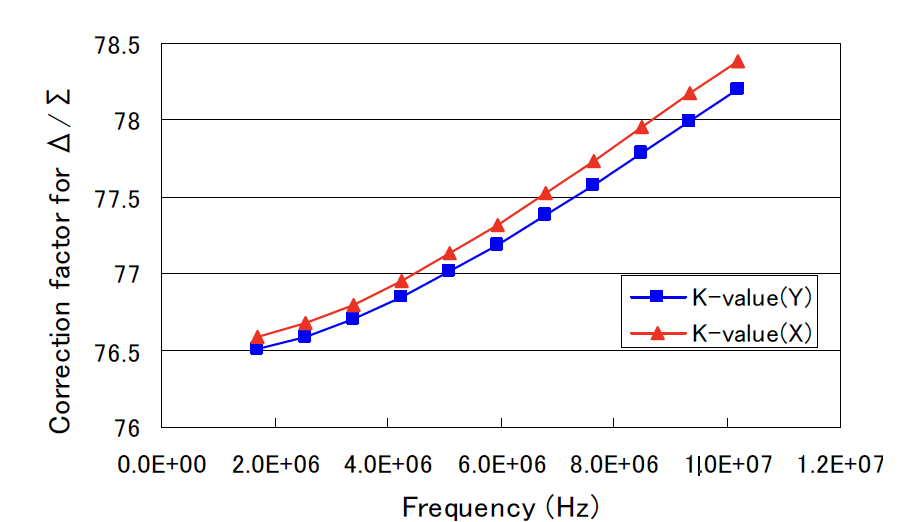 78.5
78
77.5
77
76.5
76
Correction factor for Δ/Σ
K-value(Y)
K-value(X)
0.0E+00 2.0E+06 4.0E+06 6.0E+06 8.0E+06 1.0E+07 1.2E+07
Frequency (Hz)